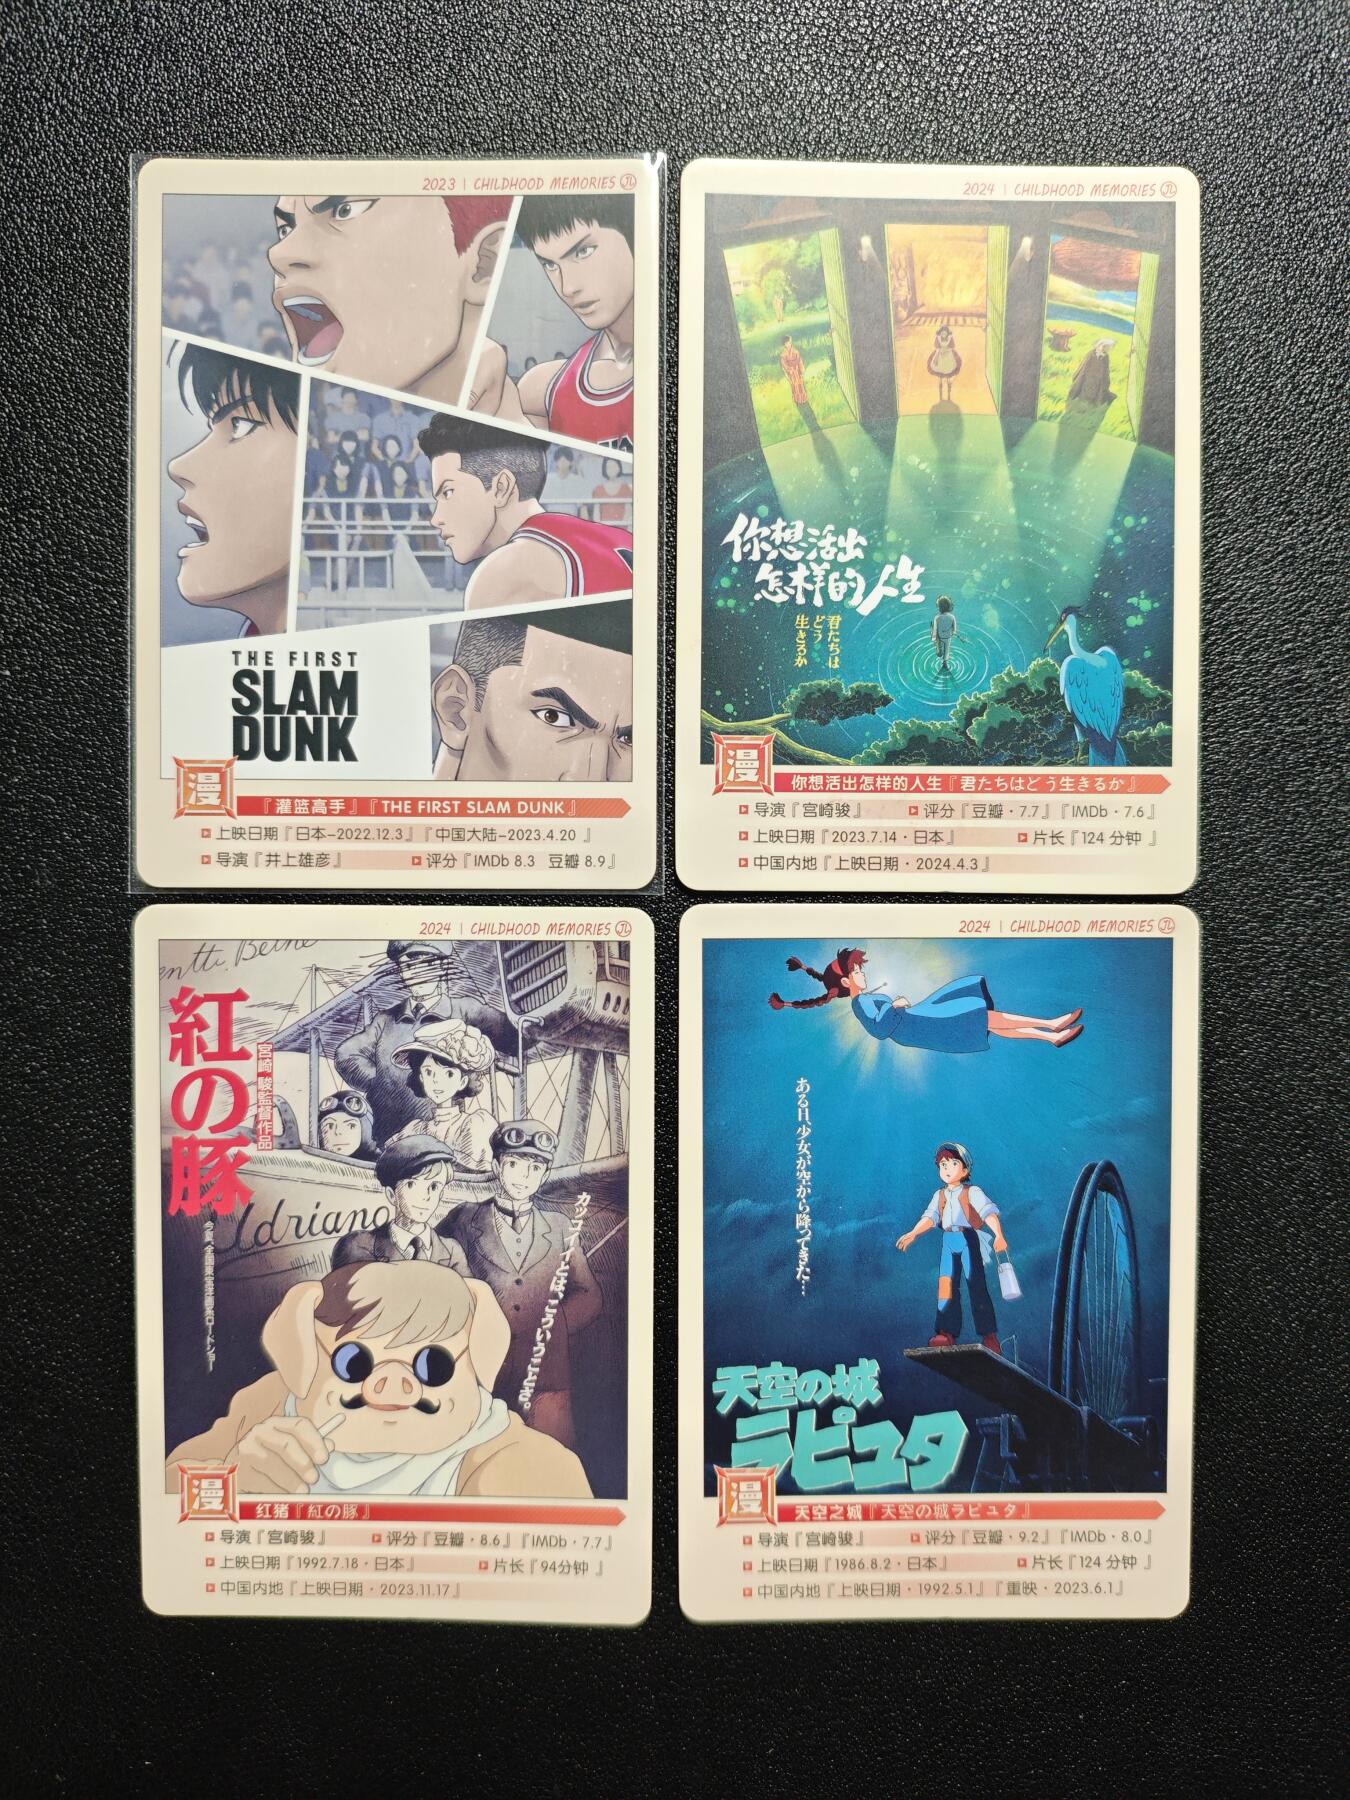 2023 | CHILDHOOD MEMORIES JL
THE FIRST
SLAM
DUNK
漫
『灌篮高手』『THE FIRST SLAM DUNK』
上映日期『日本-2022.12.3』『中国大陆-2023.4.20 』
导演『井上雄彦』 评分『IMDb 8.3 豆瓣 8.9』
2024 | CHILDHOOD MEMORIES JL
你想活出
怎样的人生
君たちは
どう
生きるか
漫
你想活出怎样的人生『君たちはどう生きるか』
导演『宫崎骏』 评分『豆瓣・7.7』『IMDb・7.6』
上映日期『2023.7.14・日本』 片长『124 分钟 』
中国内地『上映日期・2024.4.3』
2024 | CHILDHOOD MEMORIES JL
紅の豚
宮崎 駿監督作品
カッコイイとは、こういうことさ。
Adriano
漫
红猪『紅の豚』
导演『宫崎骏』 评分『豆瓣・8.6』『IMDb・7.7』
上映日期『1992.7.18・日本』 片长『94分钟 』
中国内地『上映日期・2023.11.17』
2024 | CHILDHOOD MEMORIES JL
ある日、少女が空から降ってきた…
天空の城
ラピュタ
漫
天空之城『天空の城ラピュタ』
导演『宫崎骏』 评分『豆瓣・9.2』『IMDb・8.0』
上映日期『1986.8.2・日本』 片长『124 分钟 』
中国内地『上映日期・1992.5.1』『重映・2023.6.1』